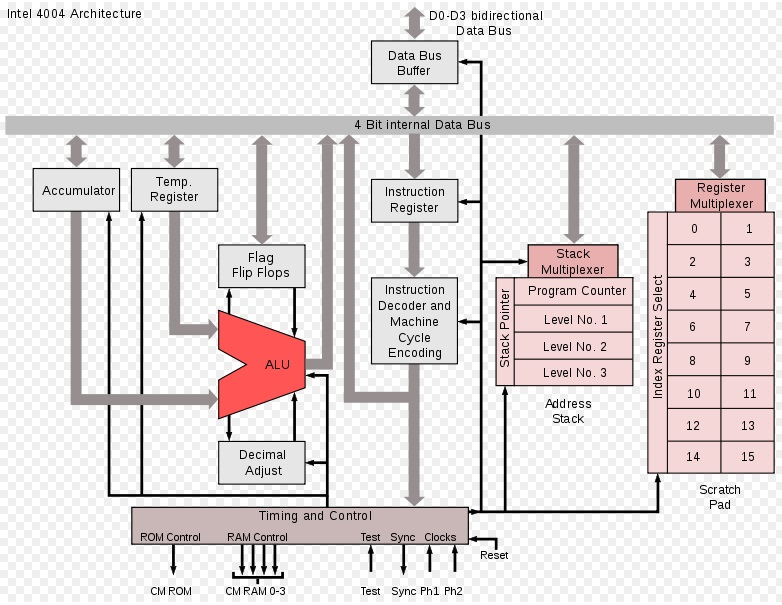 Intel 4004 Architecture
D0-D3 bidirectional
Data Bus
Data Bus
Buffer
4 Bit internal Data Bus
Accumulator
Temp.
Register
Instruction
Register
Register
Multiplexer
Flag
Flip Flops
Stack
Multiplexer
Instruction
Decoder and
Machine
Cycle
Encoding
Stack Pointer
Program Counter
Level No. 1
Level No. 2
Level No. 3
Address
Stack
Index Register Select
0 1
2 3
4 5
6 7
8 9
10 11
12 13
14 15
Scratch
Pad
ALU
Decimal
Adjust
Timing and Control
ROM Control RAM Control Test Sync Clocks
Reset
CM ROM CM RAM 0-3 Test Sync Ph1 Ph2